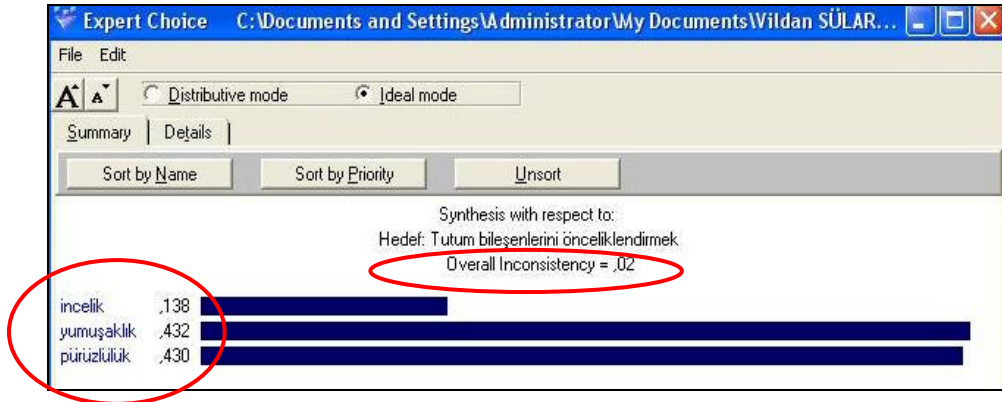 Expert Choice C:\Documents and Settings\Administrator\My Documents\Vildan SÜLAR...
File Edit
A A Distributive mode Ideal mode
Summary Details
Sort by Name Sort by Priority Unsort
Synthesis with respect to:
Hedef: Tutum bileşenlerini önceliklendirmek
Overall Inconsistency = ,02
incelik ,138
yumuşaklık ,432
pürüzlülük ,430